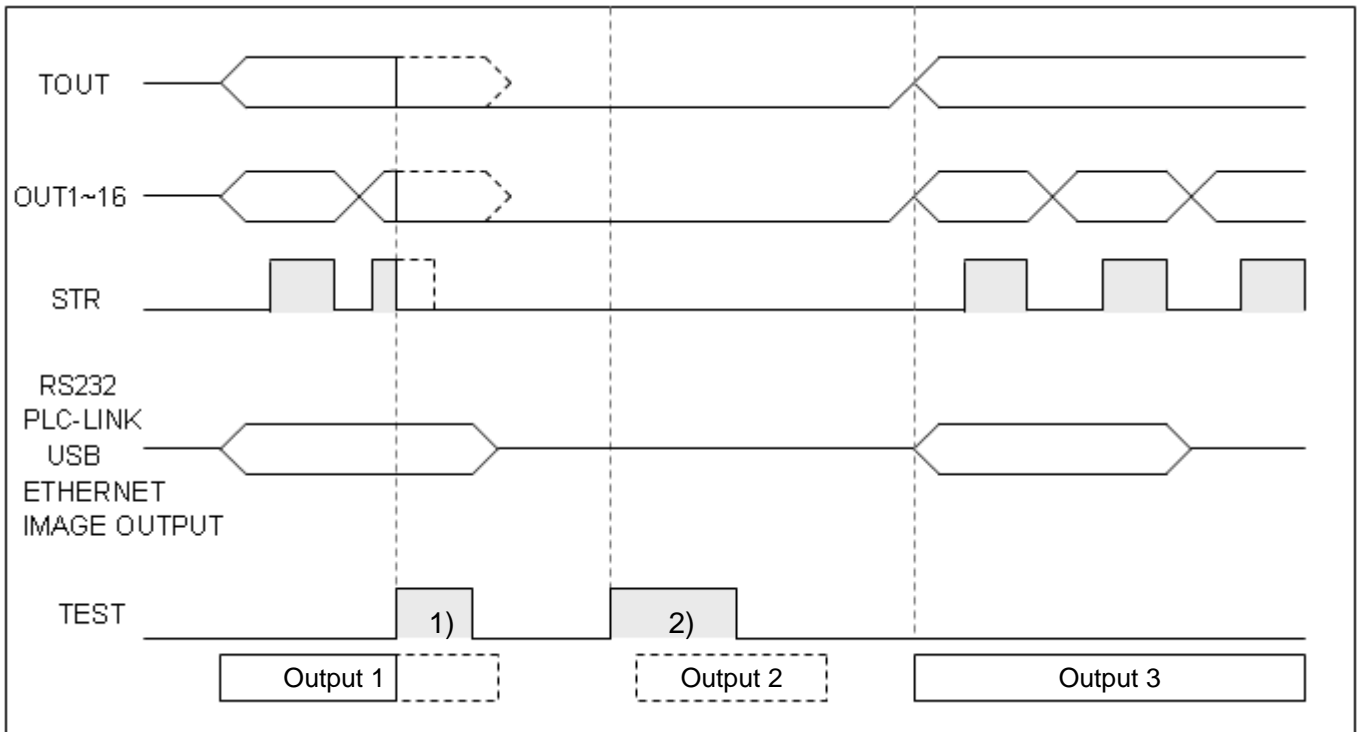 TOUT
OUT1~16
STR
RS232
PLC-LINK
USB
ETHERNET
IMAGE OUTPUT
TEST
1)
2)
Output 1
Output 2
Output 3